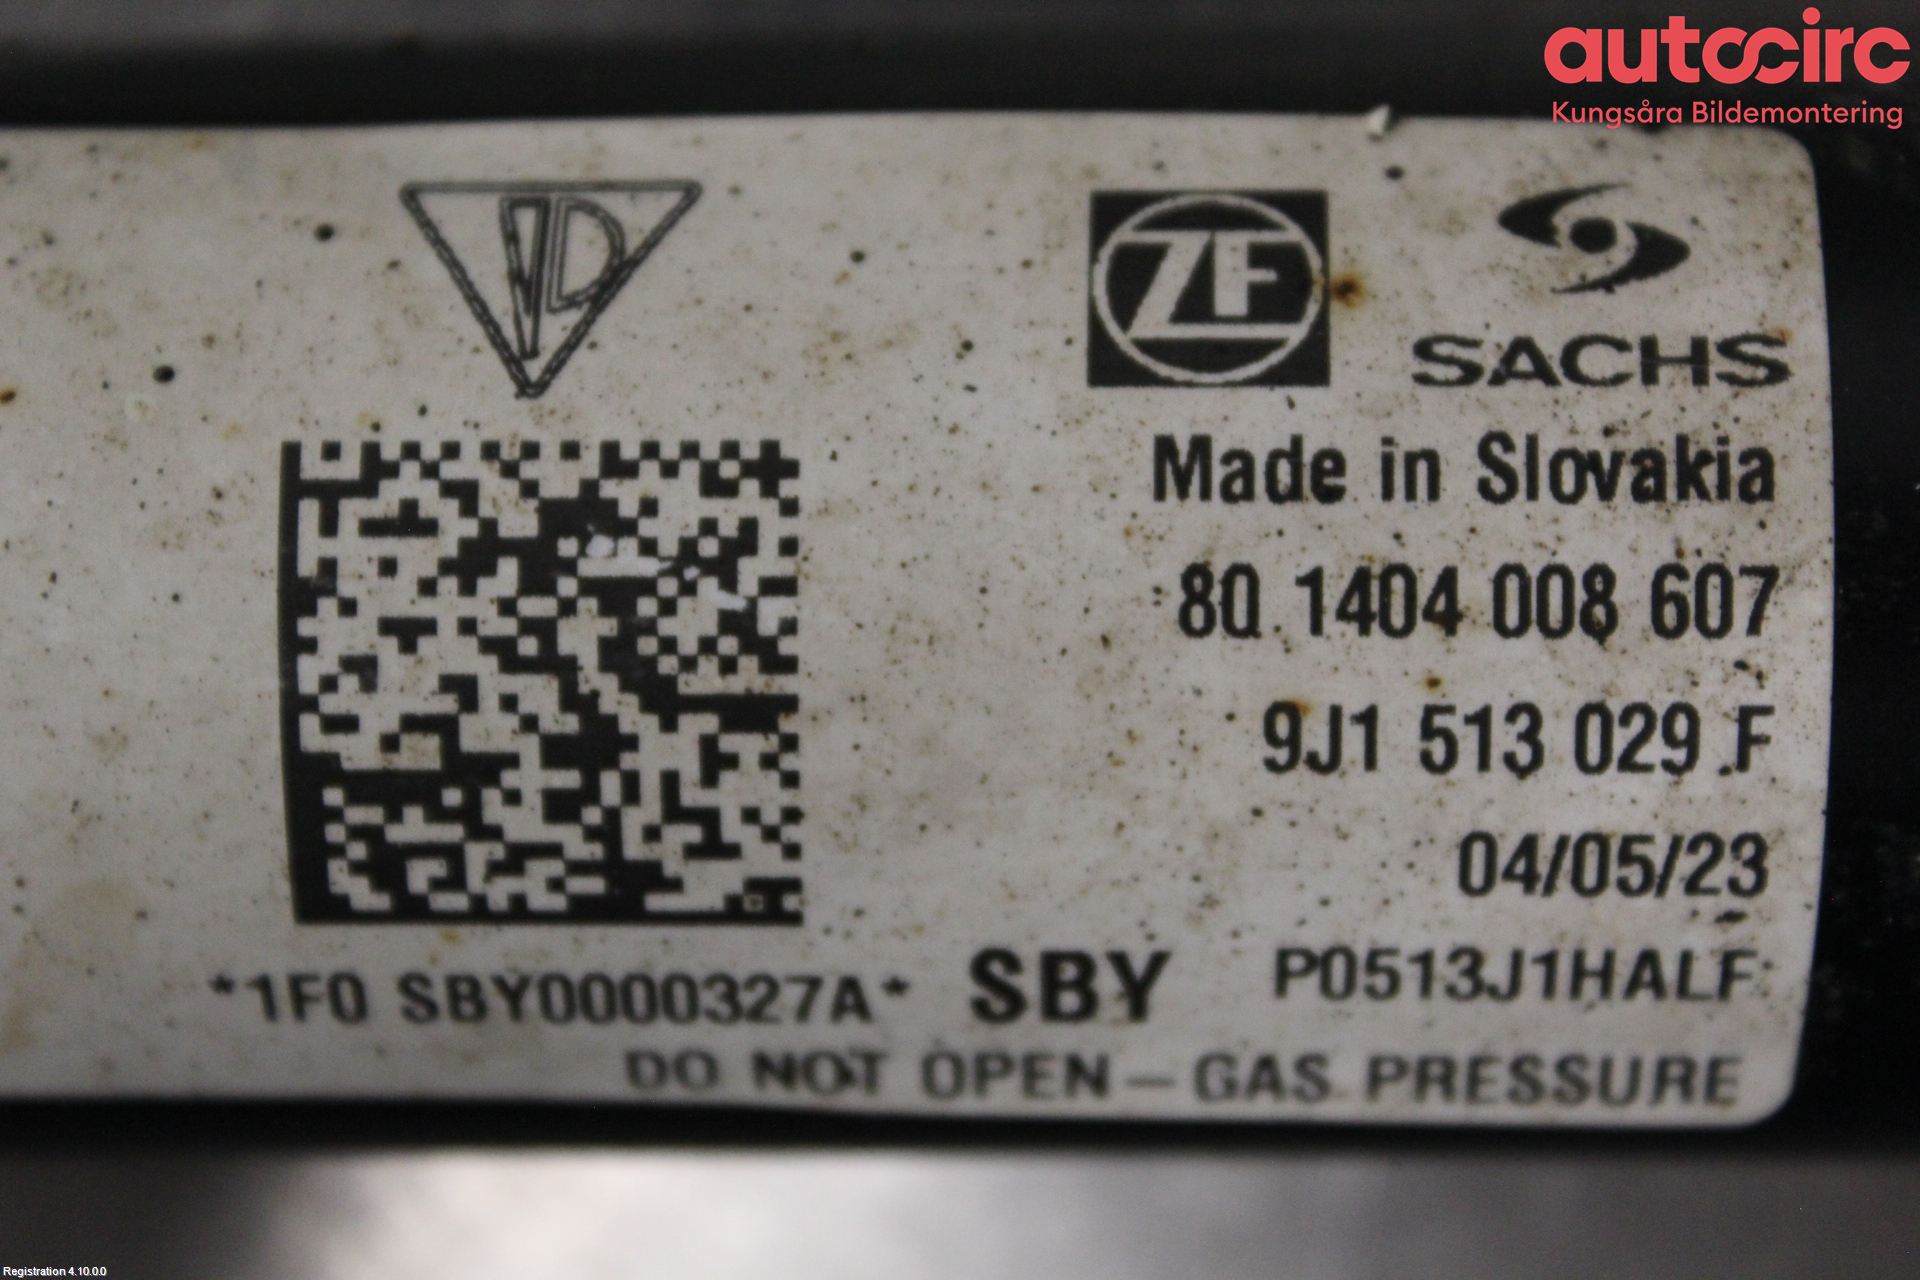 autocirc
Kungsåra Bildemontering
ZF
SACHS
Made in Slovakia
80 1404 008 607
9J1 513 029 F
04/05/23
*1F0 SBY0000327A* SBY P0513J1HALF
DO NOT OPEN – GAS PRESSURE
Registration 4.10.0.0